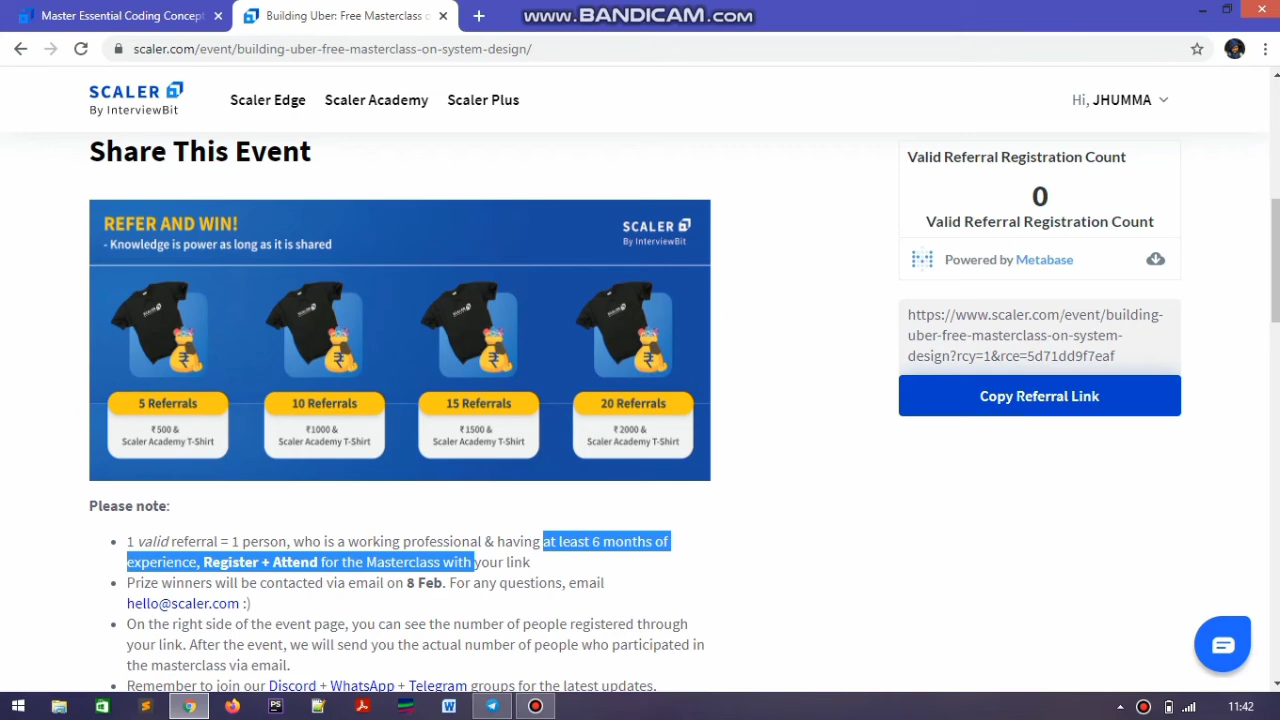 Master Essential Coding Concept
Building Uber: Free Masterclass o
www.BANDICAM.com
scaler.com/event/building-uber-free-masterclass-on-system-design/
SCALER
By InterviewBit
Scaler Edge
Scaler Academy
Scaler Plus
Hi, JHUMMA
Share This Event
REFER AND WIN!
- Knowledge is power as long as it is shared
SCALER
By InterviewBit
5 Referrals
₹500 &
Scaler Academy T-Shirt
10 Referrals
₹1000 &
Scaler Academy T-Shirt
15 Referrals
₹1500 &
Scaler Academy T-Shirt
20 Referrals
₹2000 &
Scaler Academy T-Shirt
Please note:
1 valid referral = 1 person, who is a working professional & having at least 6 months of
experience, Register + Attend for the Masterclass with your link
Prize winners will be contacted via email on 8 Feb. For any questions, email
hello@scaler.com :)
On the right side of the event page, you can see the number of people registered through
your link. After the event, we will send you the actual number of people who participated in
the masterclass via email.
Remember to join our Discord + WhatsApp + Telegram groups for the latest updates,
Valid Referral Registration Count
0
Valid Referral Registration Count
Powered by Metabase
https://www.scaler.com/event/building-
uber-free-masterclass-on-system-
design?rcy=1&rce=5d71dd9f7eaf
Copy Referral Link
11:42